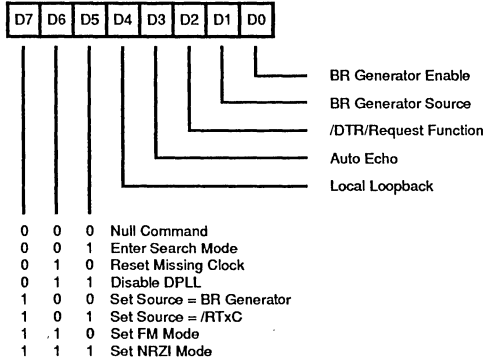 D7 D6 D5 D4 D3 D2 D1 D0
BR Generator Enable
BR Generator Source
/DTR/Request Function
Auto Echo
Local Loopback
0 0 0 Null Command
0 0 1 Enter Search Mode
0 1 0 Reset Missing Clock
0 1 1 Disable DPLL
1 0 0 Set Source = BR Generator
1 0 1 Set Source = /RTxC
1 1 0 Set FM Mode
1 1 1 Set NRZI Mode